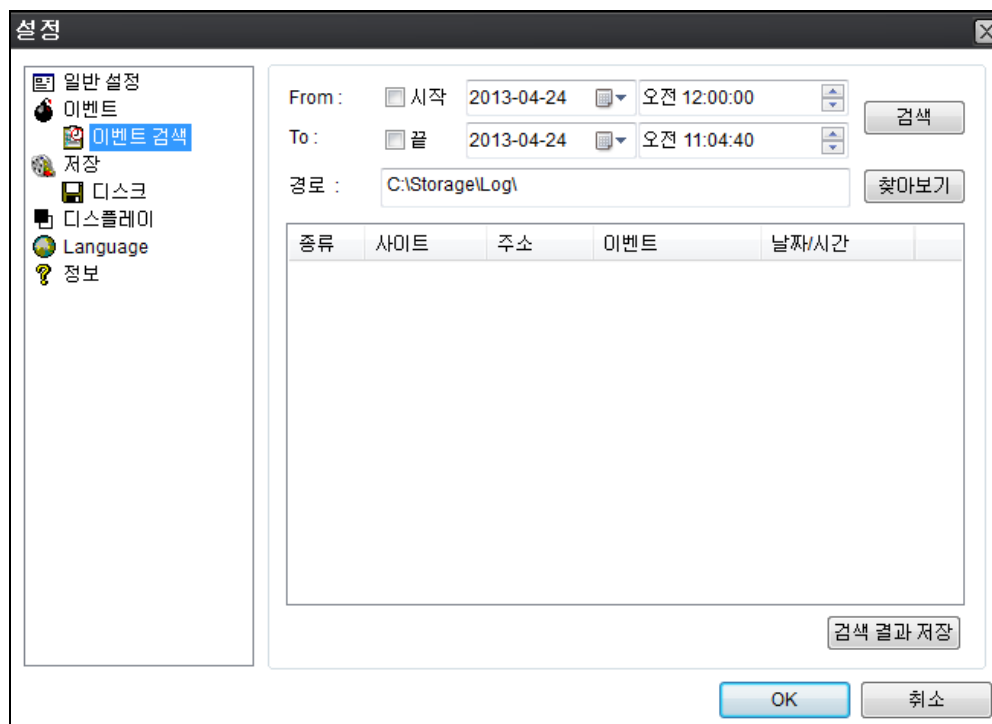 설정
일반 설정
이벤트
이벤트 검색
저장
디스크
디스플레이
Language
정보
From : 시작 2013-04-24 오전 12:00:00 검색
To : 끝 2013-04-24 오전 11:04:40
경로 : C:\Storage\Log\ 찾아보기
종류 사이트 주소 이벤트 날짜/시간
검색 결과 저장
OK 취소